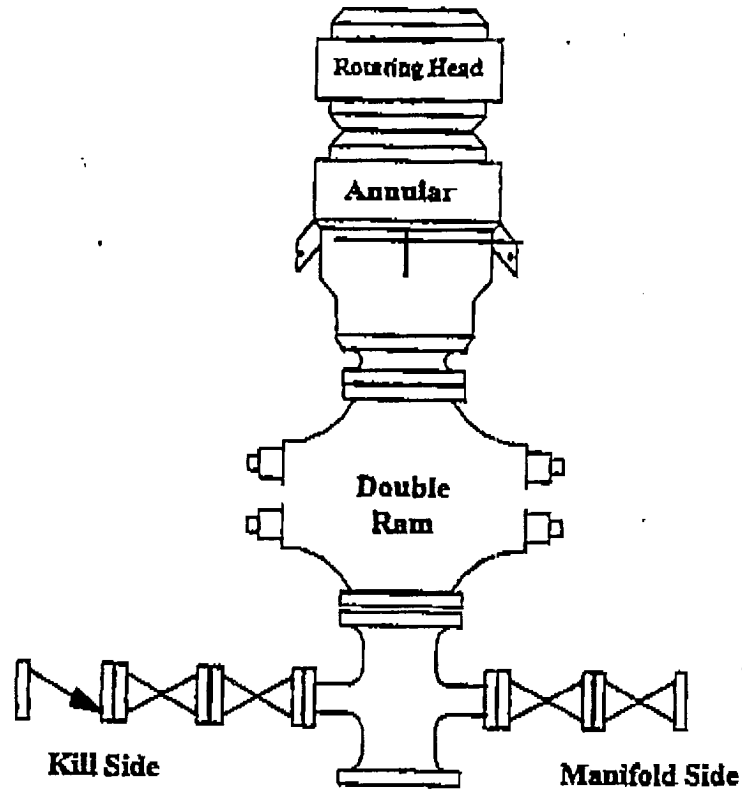 Rotating Head
Annular
Double
Ram
Kill Side
Manifold Side